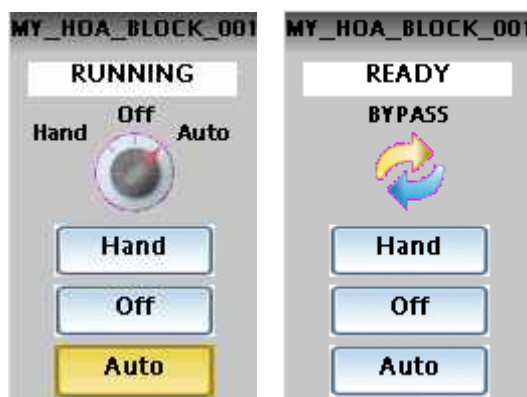 MY_HOA_BLOCK_001
RUNNING
Off
Hand
Auto
Hand
Off
Auto
MY_HOA_BLOCK_001
READY
BYPASS
Hand
Off
Auto